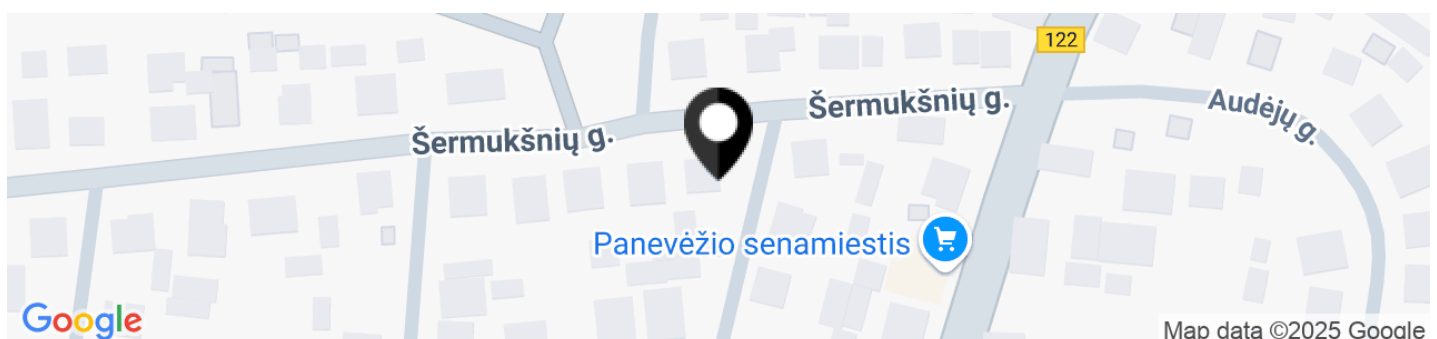 122
Šermukšnių g.
Audėjų g.
Šermukšnių g.
Panevėžio senamiestis
Google
Map data ©2025 Google